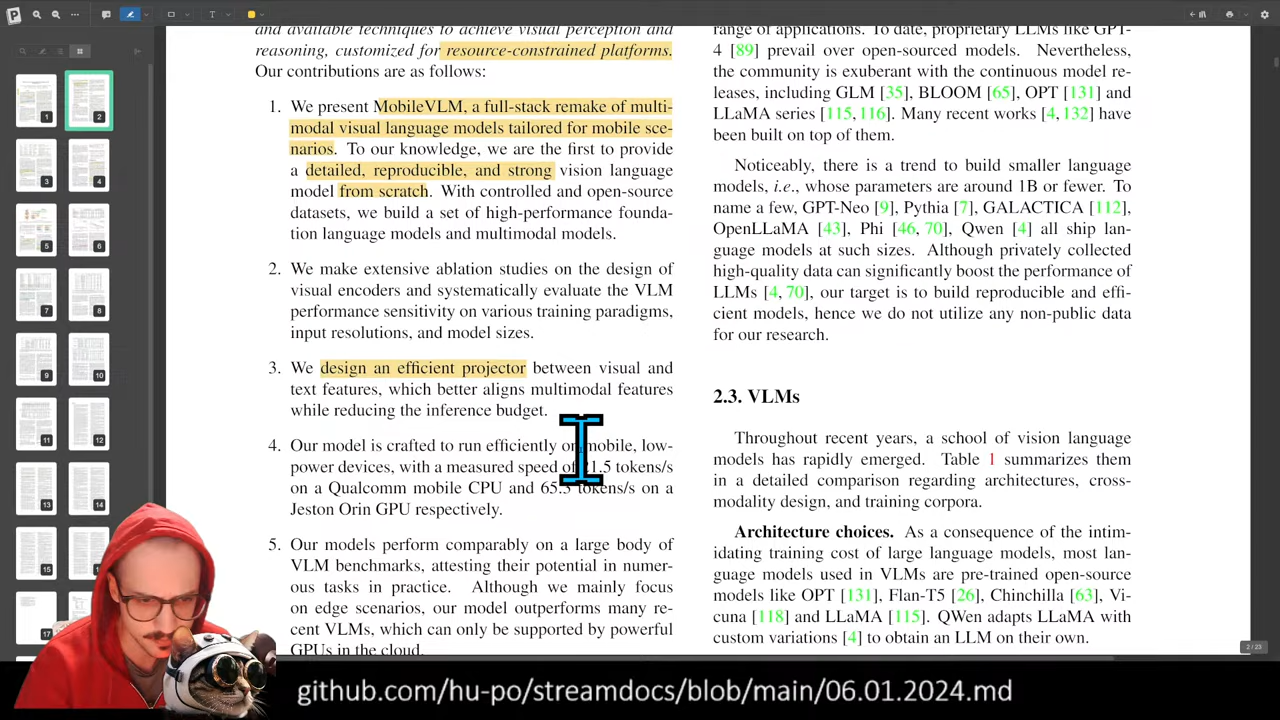 and available techniques to achieve visual perception and
reasoning, customized for resource-constrained platforms.
Our contributions are as follows:
1. We present MobileVLM, a full-stack remake of multi-
modal visual language models tailored for mobile sce-
narios. To our knowledge, we are the first to provide
a detailed, reproducible, and strong vision language
model from scratch. With controlled and open-source
datasets, we build a set of high-performance founda-
tion language models and multimodal models.
2. We make extensive ablation studies on the design of
visual encoders and systematically evaluate the VLM
performance sensitivity on various training paradigms,
input resolutions, and model sizes.
3. We design an efficient projector between visual and
text features, which better aligns multimodal features
while reducing the inference budget.
4. Our model is crafted to run efficiently on mobile, low-
power devices, with a measured speed of 21.5 tokens/s
on a Qualcomm mobile CPU and 65.3 tokens/s on a
Jeston Orin GPU respectively.
5. Our models perform comparably on a large body of
VLM benchmarks, attesting their potential in numer-
ous tasks in practice. Although we mainly focus
on edge scenarios, our model outperforms many re-
cent VLMs, which can only be supported by powerful
GPUs in the cloud.
range of applications. To date, proprietary LLMs like GPT-
4 [89] prevail over open-sourced models. Nevertheless,
the community is exuberant with the continuous model re-
leases, including GLM [35], BLOOM [65], OPT [131] and
LLaMA series [115, 116]. Many recent works [4,132] have
been built on top of them.
Noticeably, there is a trend to build smaller language
models, i.e., whose parameters are around 1B or fewer. To
name a few, GPT-Neo [9], Pythia [7], GALACTICA [112],
OpenLLaMA [43], Phi [46, 70], Qwen [4] all ship lan-
guage models at such sizes. Although privately collected
high-quality data can significantly boost the performance of
LLMs [4,70], our target is to build reproducible and effi-
cient models, hence we do not utilize any non-public data
for our research.
2.3. VLMs
Throughout recent years, a school of vision language
models has rapidly emerged. Table 1 summarizes them
in a detailed comparison regarding architectures, cross-
modality design, and training corpora.
Architecture choices. As a consequence of the intim-
idating training cost of large language models, most lan-
guage models used in VLMs are pre-trained open-source
models like OPT [131], Flan-T5 [26], Chinchilla [63], Vi-
cuna [118] and LLaMA [115]. QWen adapts LLaMA with
custom variations [4] to obtain an LLM on their own.
1
2
3
4
5
6
7
8
9
10
11
12
13
14
15
17
2 / 23
github.com/hu-po/streamdocs/blob/main/06.01.2024.md